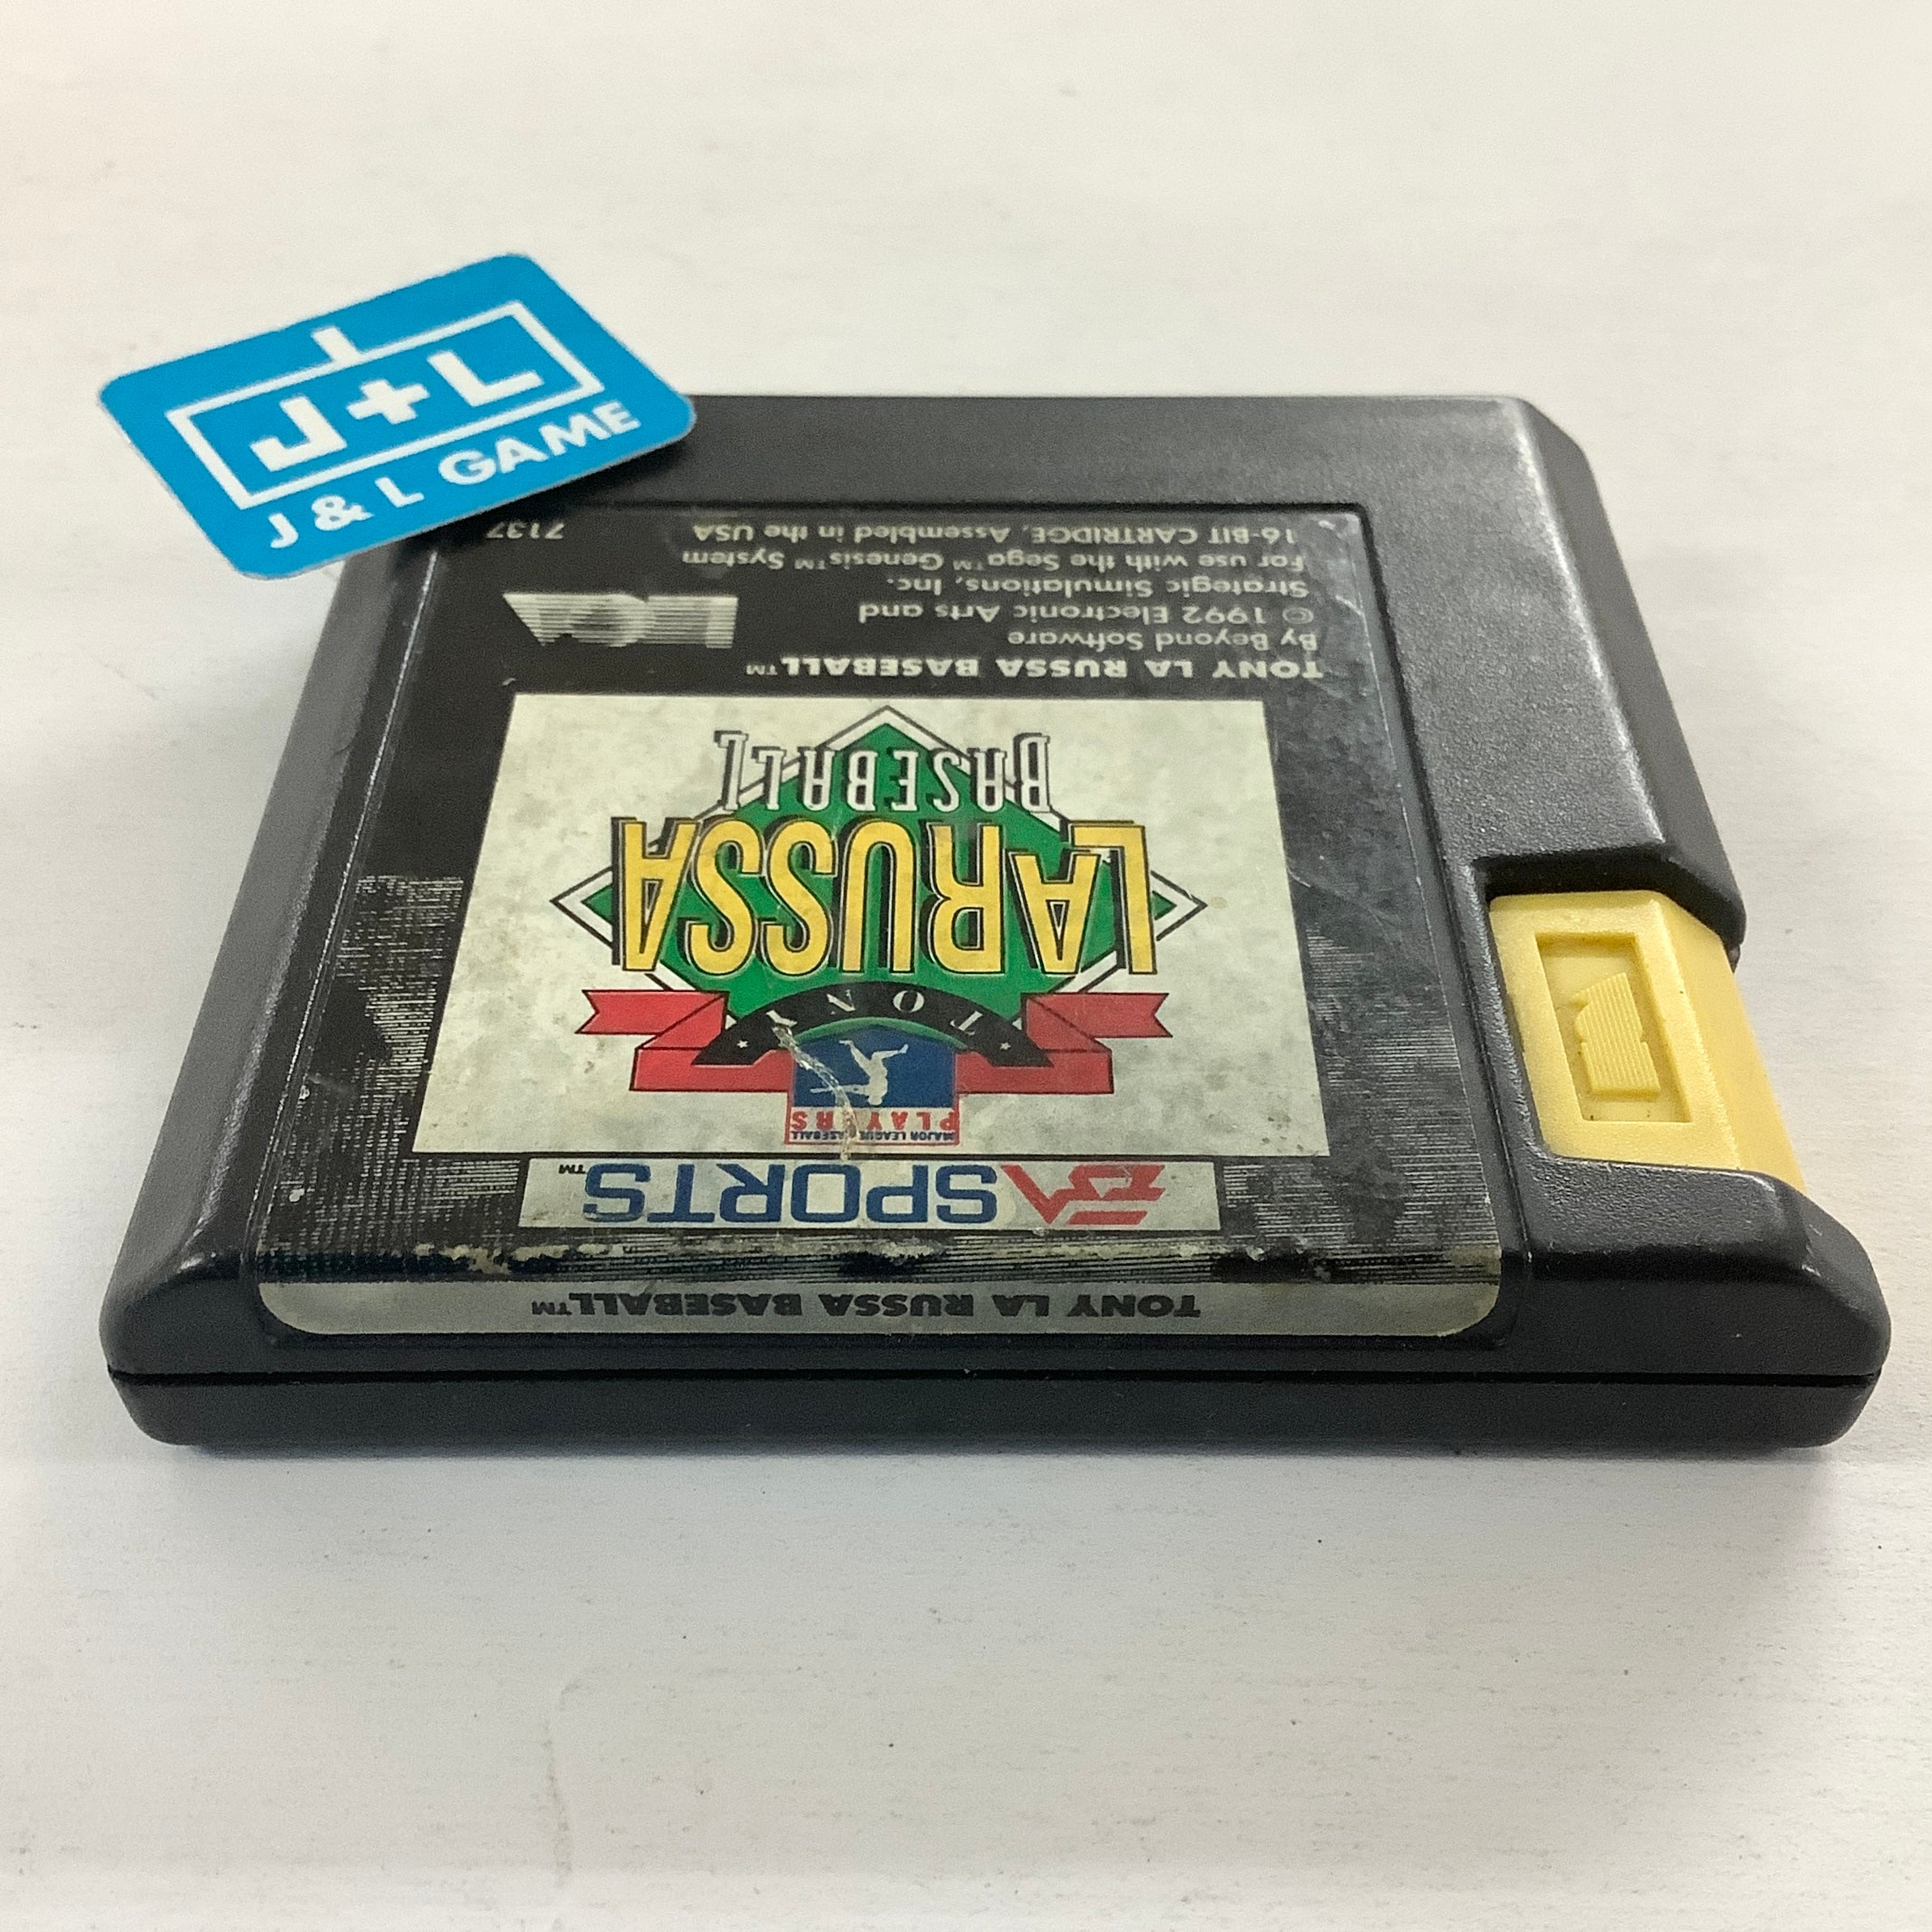 J+L
J & L GAME
TONY LA RUSSA BASEBALL™
EA SPORTS™
MAJOR LEAGUE BASEBALL
PLAYERS
TONY
LARUSSA
BASEBALL
TONY LA RUSSA BASEBALL™
By Beyond Software
© 1992 Electronic Arts and
Strategic Simulations, Inc.
For use with the Sega™ Genesis™ System
16-BIT CARTRIDGE, Assembled in the USA
7137